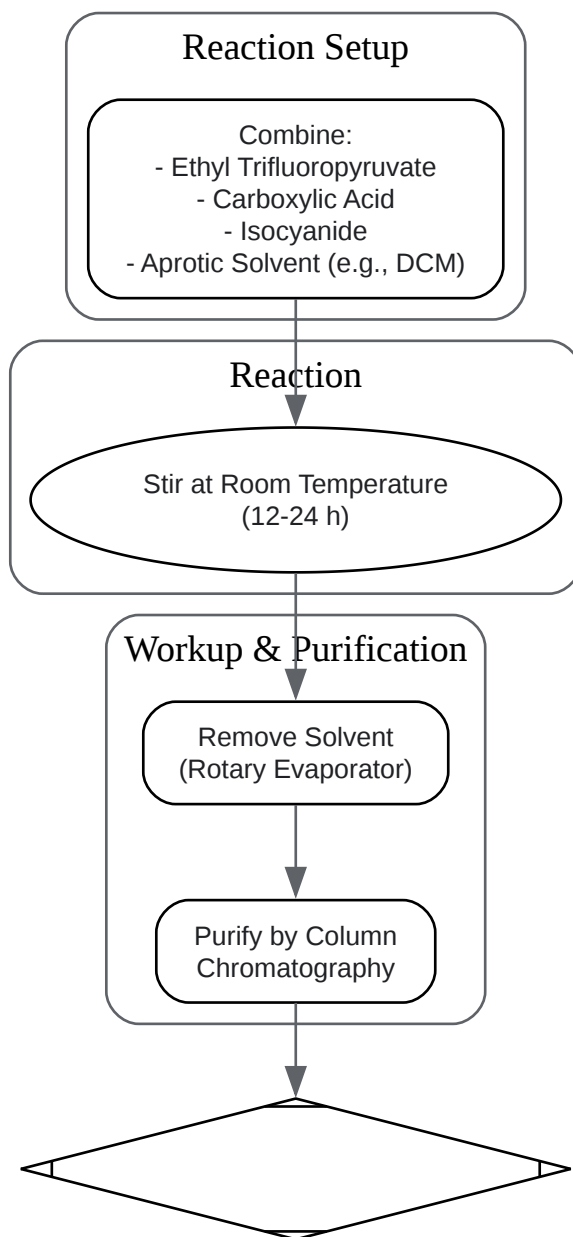 Reaction Setup
Combine:
- Ethyl Trifluoropyruvate
- Carboxylic Acid
- Isocyanide
- Aprotic Solvent (e.g., DCM)
Reaction
Stir at Room Temperature
(12-24 h)
Workup & Purification
Remove Solvent
(Rotary Evaporator)
Purify by Column
Chromatography